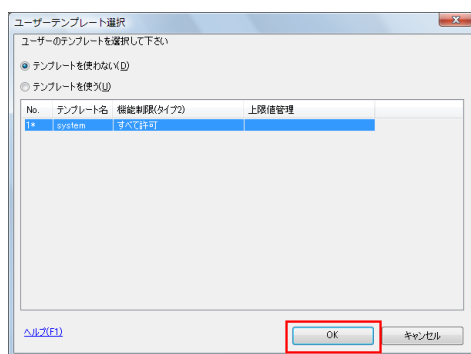 ユーザーテンプレート選択
ユーザーのテンプレートを選択して下さい
テンプレートを使わない(D)
テンプレートを使う(U)
No. テンプレート名 機能制限(タイプ2) 上限値管理
1* system すべて許可
ヘルプ(F1) OK キャンセル